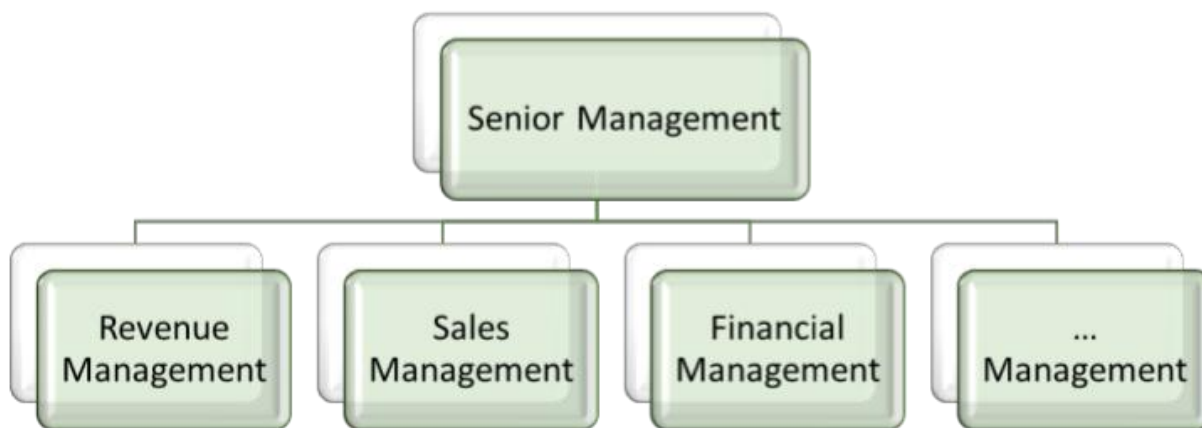 Senior Management
Revenue
Management
Sales
Management
Financial
Management
...
Management